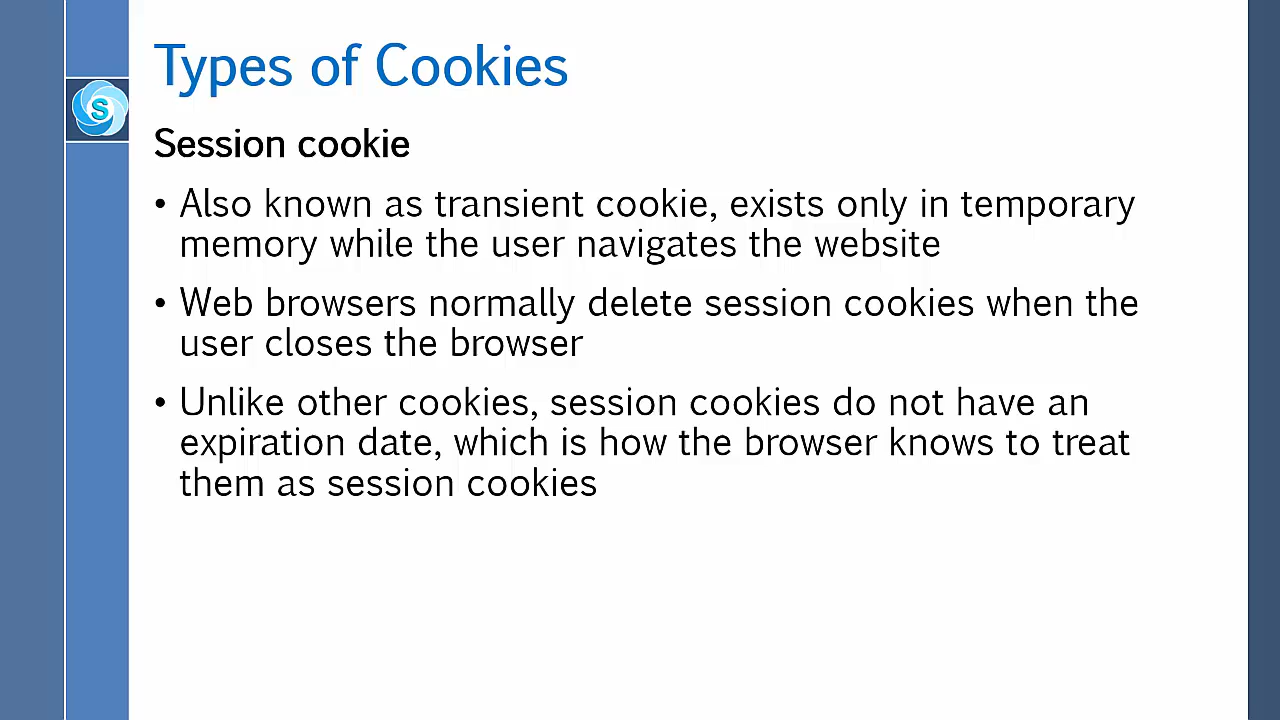 Types of Cookies
S
Session cookie
• Also known as transient cookie, exists only in temporary
memory while the user navigates the website
• Web browsers normally delete session cookies when the
user closes the browser
• Unlike other cookies, session cookies do not have an
expiration date, which is how the browser knows to treat
them as session cookies